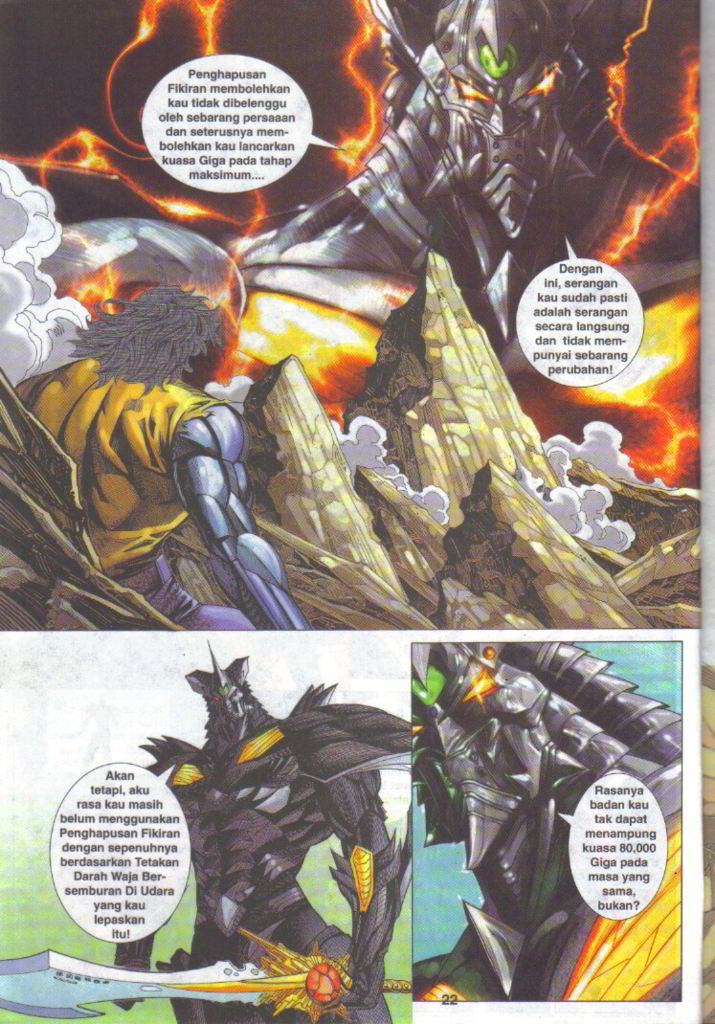 Penghapusan
Fikiran membolehkan
kau tidak dibelenggu
oleh sebarang persaaan
dan seterusnya mem-
bolehkan kau lancarkan
kuasa Giga pada tahap
maksimum....
Dengan
ini, serangan
kau sudah pasti
adalah serangan
secara langsung
dan tidak mem-
punyai sebarang
perubahan!
Akan
tetapi, aku
rasa kau masih
belum menggunakan
Penghapusan Fikiran
dengan sepenuhnya
berdasarkan Tetakan
Darah Waja Ber-
semburan Di Udara
yang kau
lepaskan
itu!
Rasanya
badan kau
tak dapat
menampung
kuasa 80,000
Giga pada
masa yang
sama,
bukan?
22